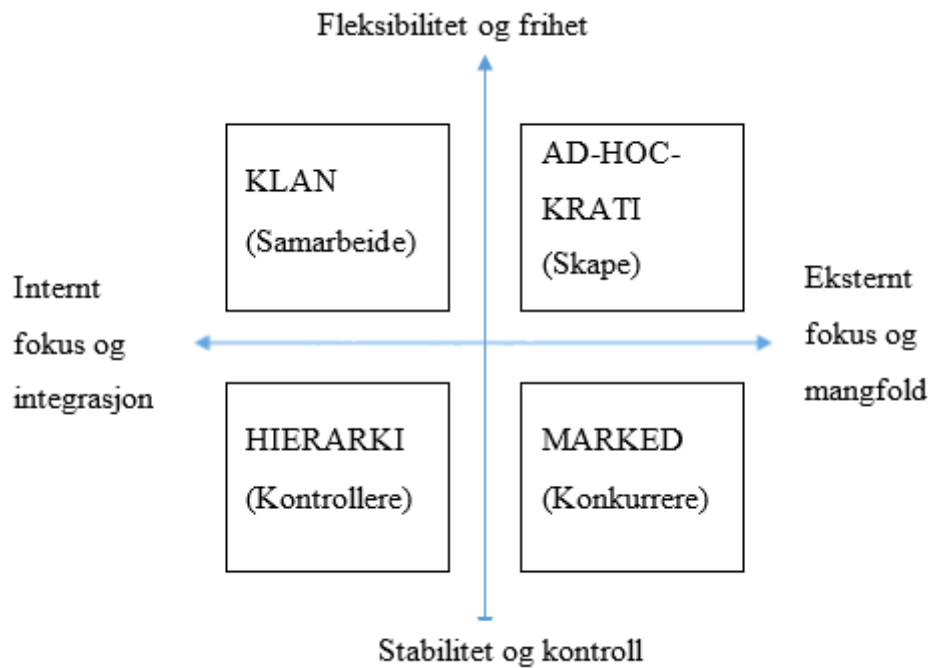 Fleksibilitet og frihet
KLAN
(Samarbeide)
AD-HOC-
KRATI
(Skape)
Internt
fokus og
integrasjon
Eksternt
fokus og
mangfold
HIERARKI
(Kontrollere)
MARKED
(Konkurrere)
Stabilitet og kontroll